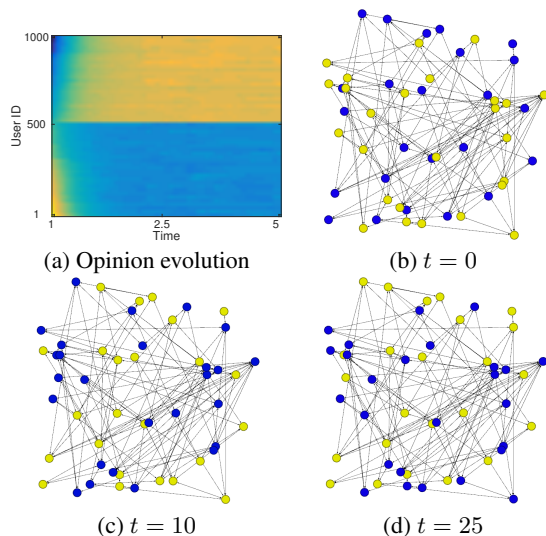 1000
500
1
User ID
1 2.5 5
Time
(a) Opinion evolution
(b) t = 0
(c) t = 10
(d) t = 25